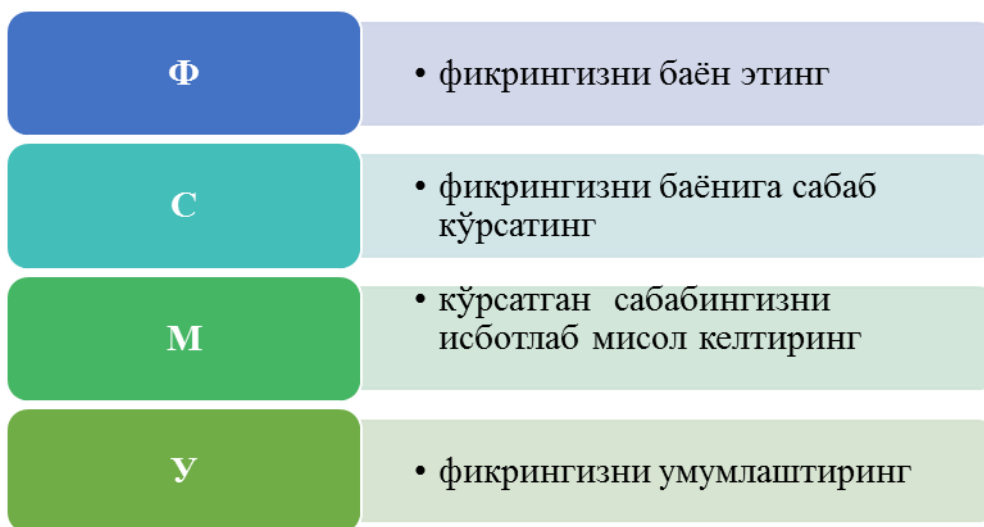 Ф
• фикрингизни баён этинг
С
• фикрингизни баёнига сабаб
кўрсатинг
М
• кўрсатган сабабингизни
исботлаб мисол келтиринг
У
• фикрингизни умумлаштиринг